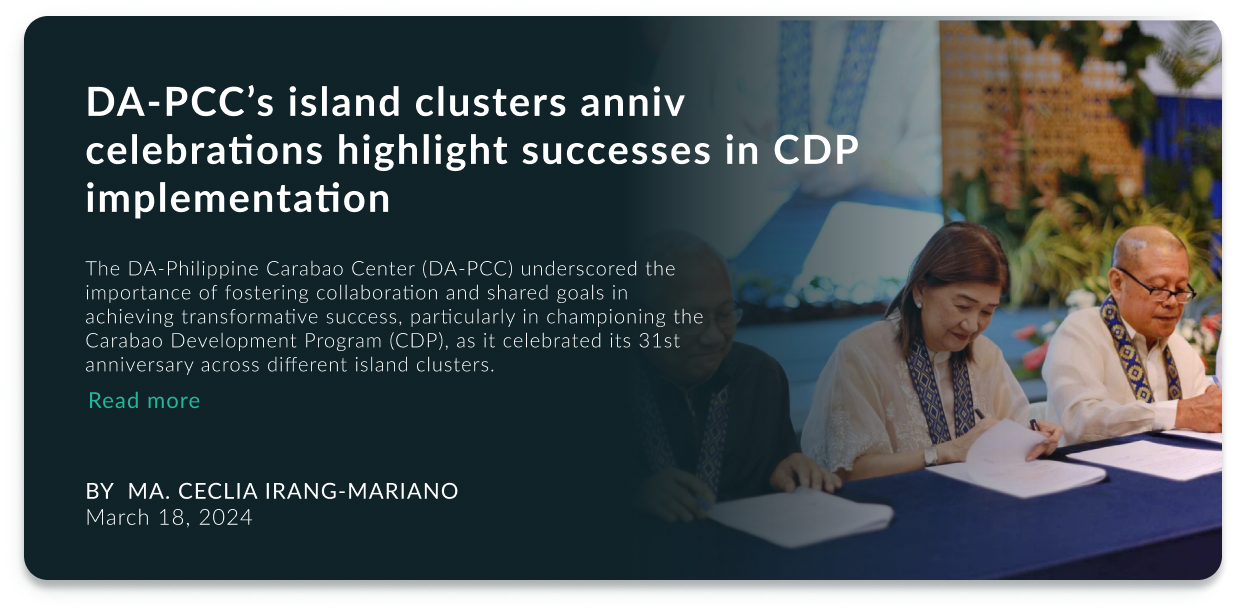 DA-PCC’s island clusters anniv
celebrations highlight successes in CDP
implementation
The DA-Philippine Carabao Center (DA-PCC) underscored the
importance of fostering collaboration and shared goals in
achieving transformative success, particularly in championing the
Carabao Development Program (CDP), as it celebrated its 31st
anniversary across different island clusters.
Read more
BY  MA. CECLIA IRANG-MARIANO
March 18, 2024